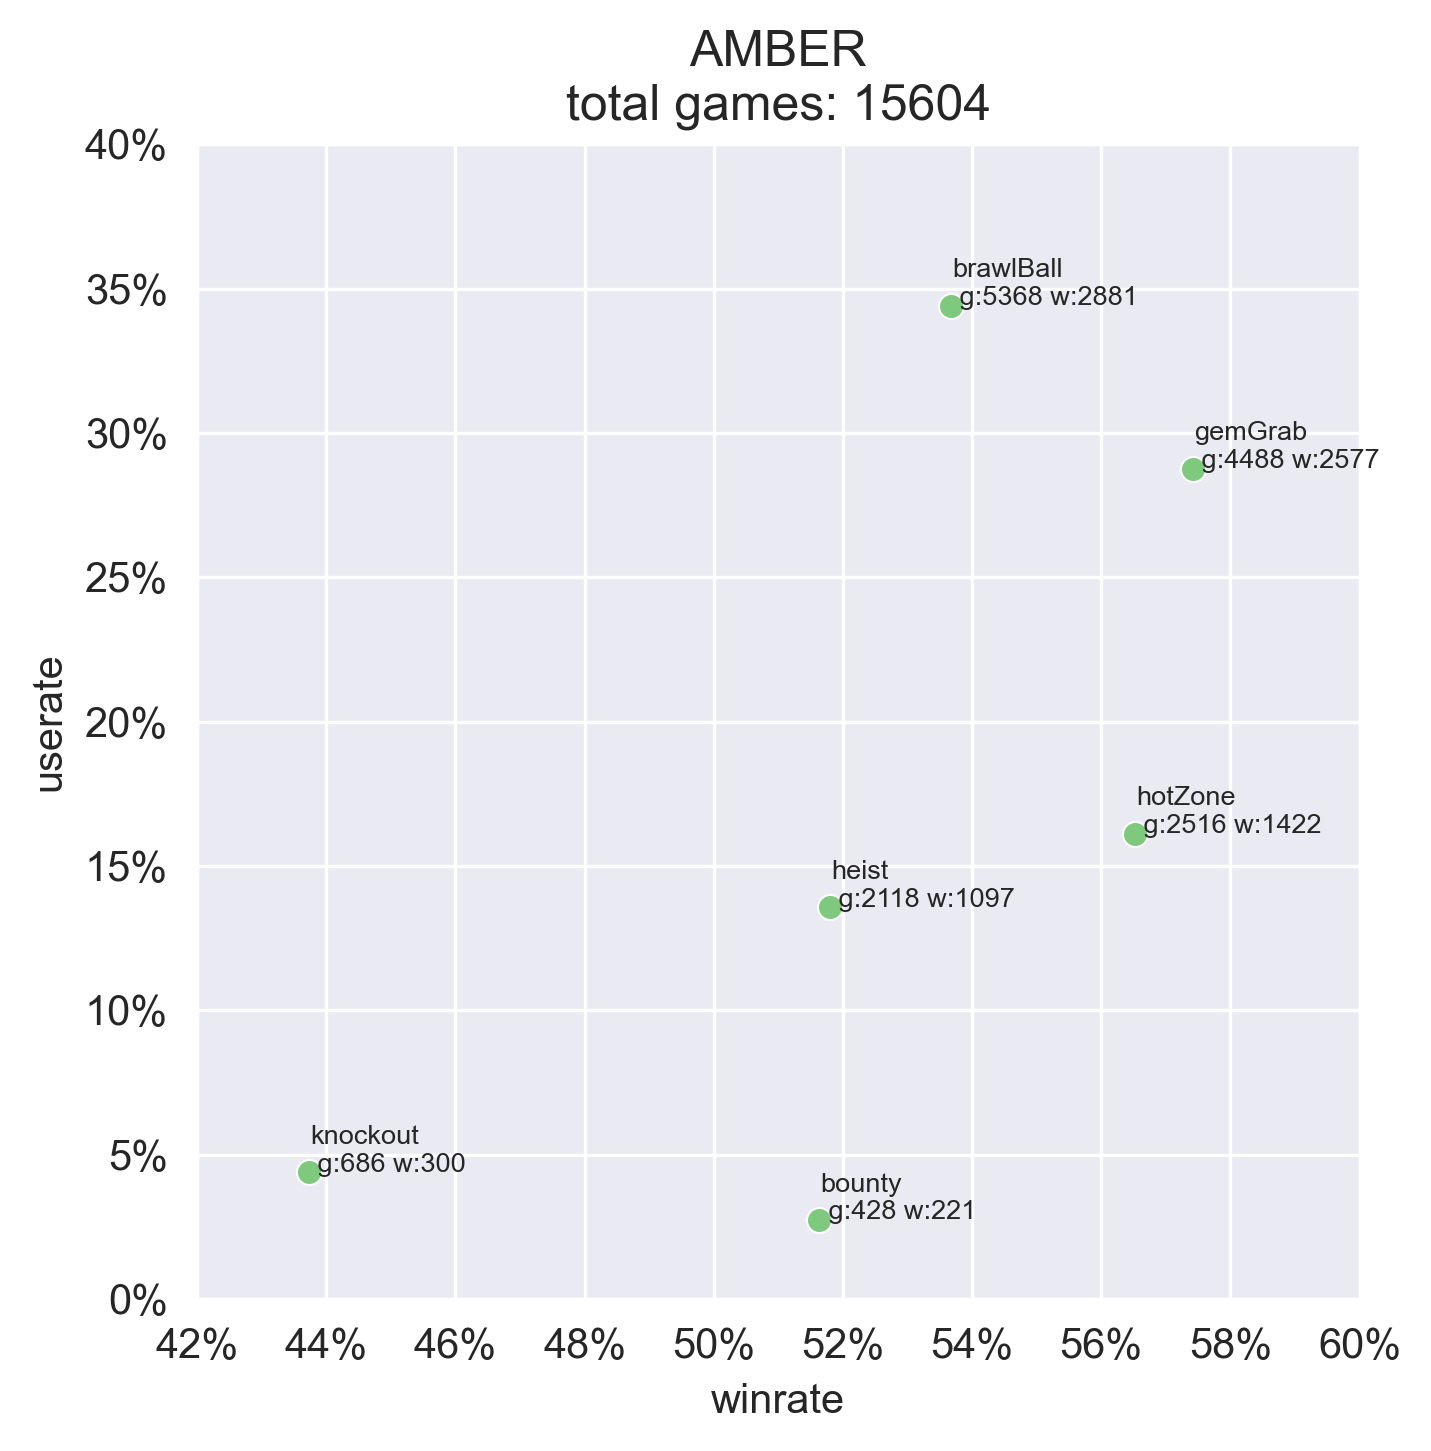 AMBER
total games: 15604
40%
35%
30%
25%
20%
15%
10%
5%
0%
userate
brawlBall
g:5368 w:2881
gemGrab
g:4488 w:2577
hotZone
g:2516 w:1422
heist
g:2118 w:1097
knockout
g:686 w:300
bounty
g:428 w:221
42% 44% 46% 48% 50% 52% 54% 56% 58% 60%
winrate